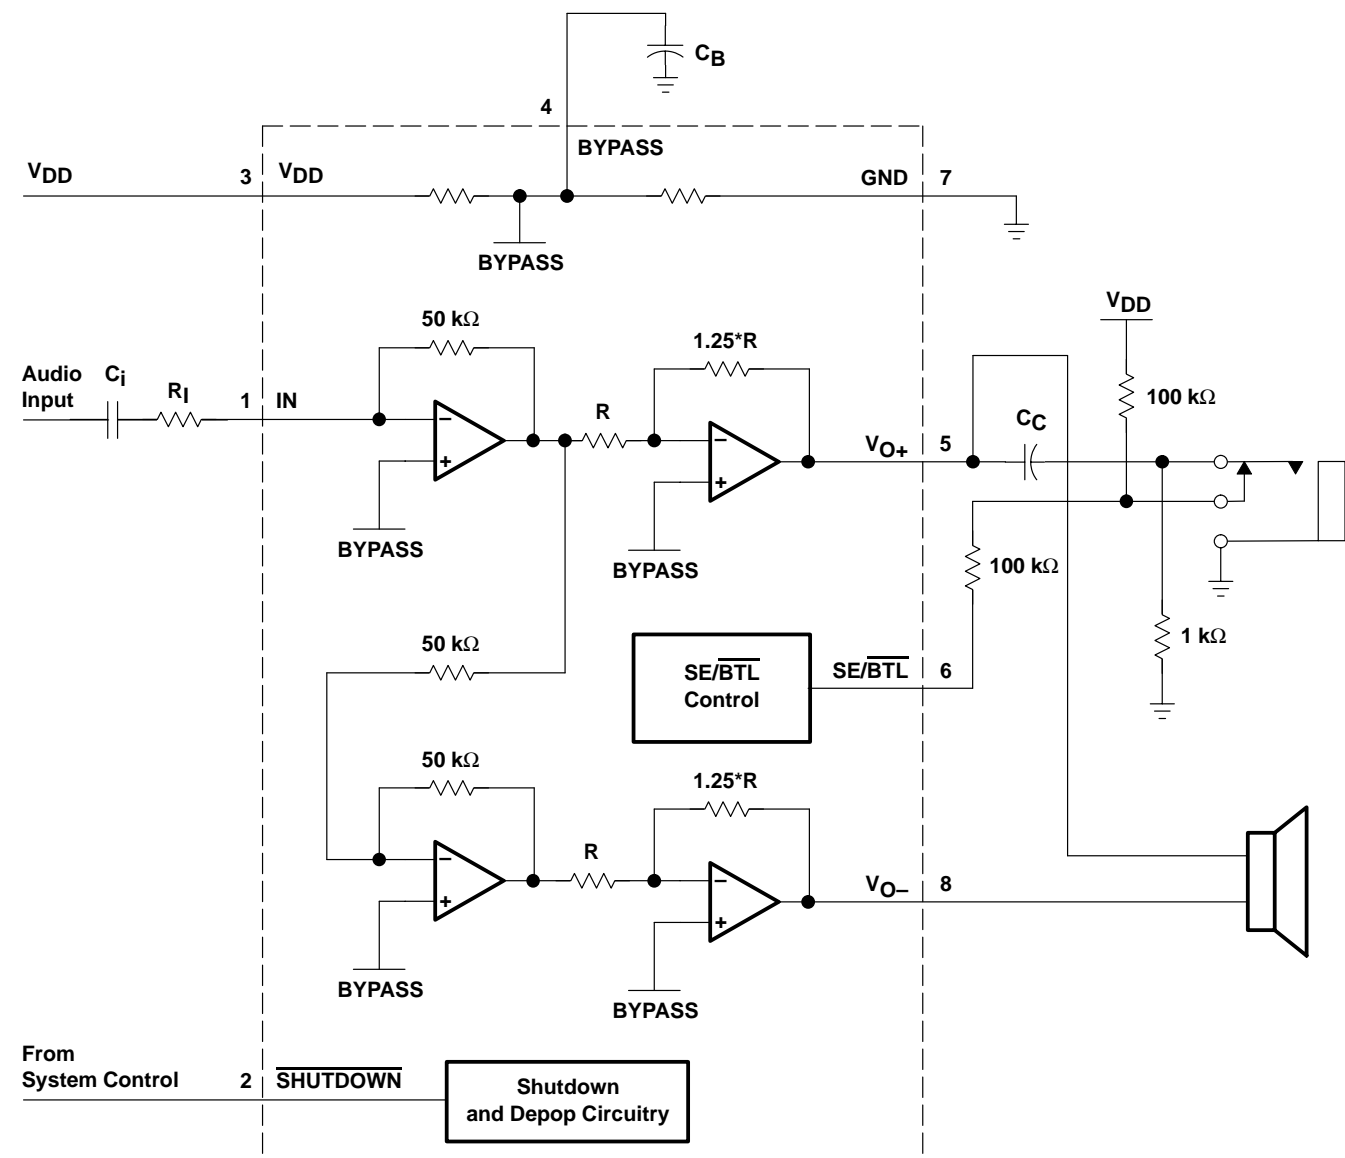 CB
4
BYPASS
VDD
3
VDD
GND
7
BYPASS
VDD
50 kΩ
1.25*R
Audio
Input
Ci
RI
1
IN
R
VO+
5
CC
100 kΩ
BYPASS
BYPASS
100 kΩ
50 kΩ
SE/BTL
Control
SE/BTL
6
1 kΩ
50 kΩ
1.25*R
R
VO–
8
BYPASS
BYPASS
From
System Control
2
SHUTDOWN
Shutdown
and Depop Circuitry